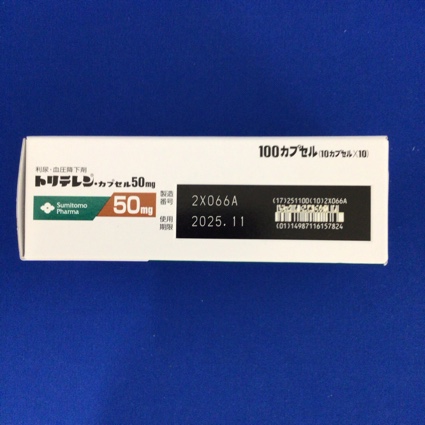 100カプセル(10カプセル×10)
利尿・血圧降下剤
トリテレン・カプセル50mg
Sumitomo
Pharma
50mg
製造
番号
2X066A
使用
期限
2025.11
(17)251100(10)2X066A
(01)14987116157824